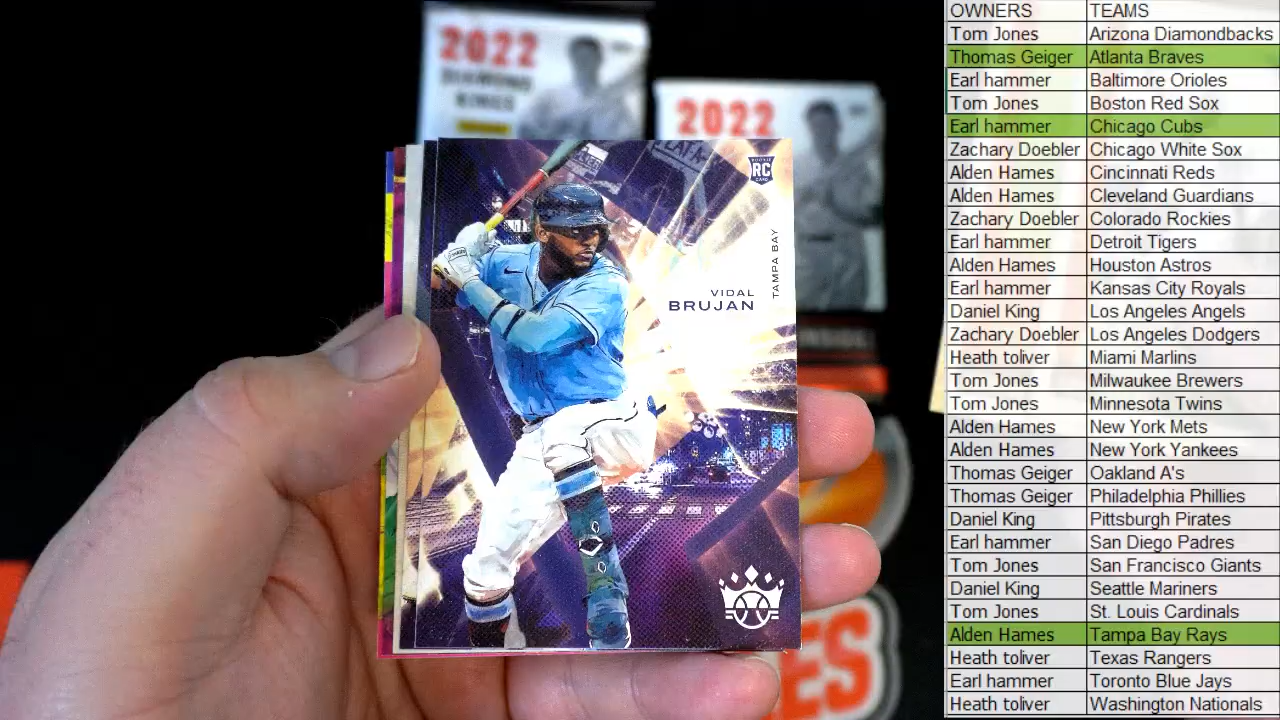 2022
DIAMOND
KINGS
2022
ROOKIE
RC
CARD
TAMPA BAY
VIDAL
BRUJAN
ES
OWNERS TEAMS
Tom Jones Arizona Diamondbacks
Thomas Geiger Atlanta Braves
Earl hammer Baltimore Orioles
Tom Jones Boston Red Sox
Earl hammer Chicago Cubs
Zachary Doebler Chicago White Sox
Alden Hames Cincinnati Reds
Alden Hames Cleveland Guardians
Zachary Doebler Colorado Rockies
Earl hammer Detroit Tigers
Alden Hames Houston Astros
Earl hammer Kansas City Royals
Daniel King Los Angeles Angels
Zachary Doebler Los Angeles Dodgers
Heath toliver Miami Marlins
Tom Jones Milwaukee Brewers
Tom Jones Minnesota Twins
Alden Hames New York Mets
Alden Hames New York Yankees
Thomas Geiger Oakland A's
Thomas Geiger Philadelphia Phillies
Daniel King Pittsburgh Pirates
Earl hammer San Diego Padres
Tom Jones San Francisco Giants
Daniel King Seattle Mariners
Tom Jones St. Louis Cardinals
Alden Hames Tampa Bay Rays
Heath toliver Texas Rangers
Earl hammer Toronto Blue Jays
Heath toliver Washington Nationals